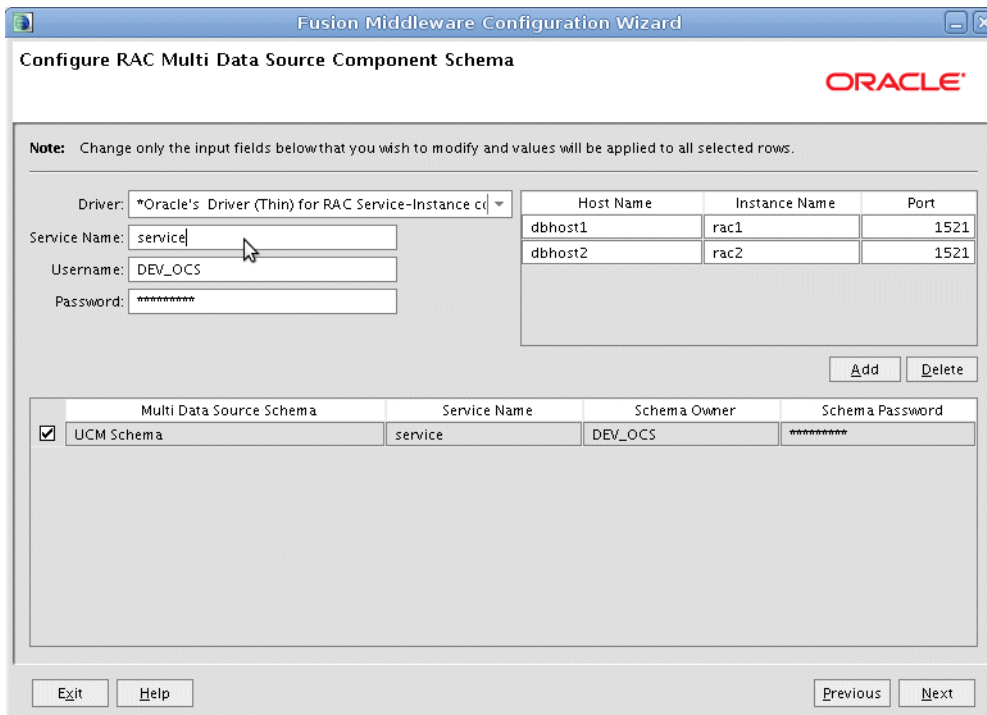 Fusion Middleware Configuration Wizard
Configure RAC Multi Data Source Component Schema
ORACLE
Note: Change only the input fields below that you wish to modify and values will be applied to all selected rows.
Driver: *Oracle's Driver (Thin) for RAC Service-Instance
Service Name: service
Username: DEV_OCS
Password: *********
Host Name Instance Name Port
dbhost1 rac1 1521
dbhost2 rac2 1521
Add Delete
Multi Data Source Schema Service Name Schema Owner Schema Password
UCM Schema service DEV_OCS *********
Exit Help Previous Next